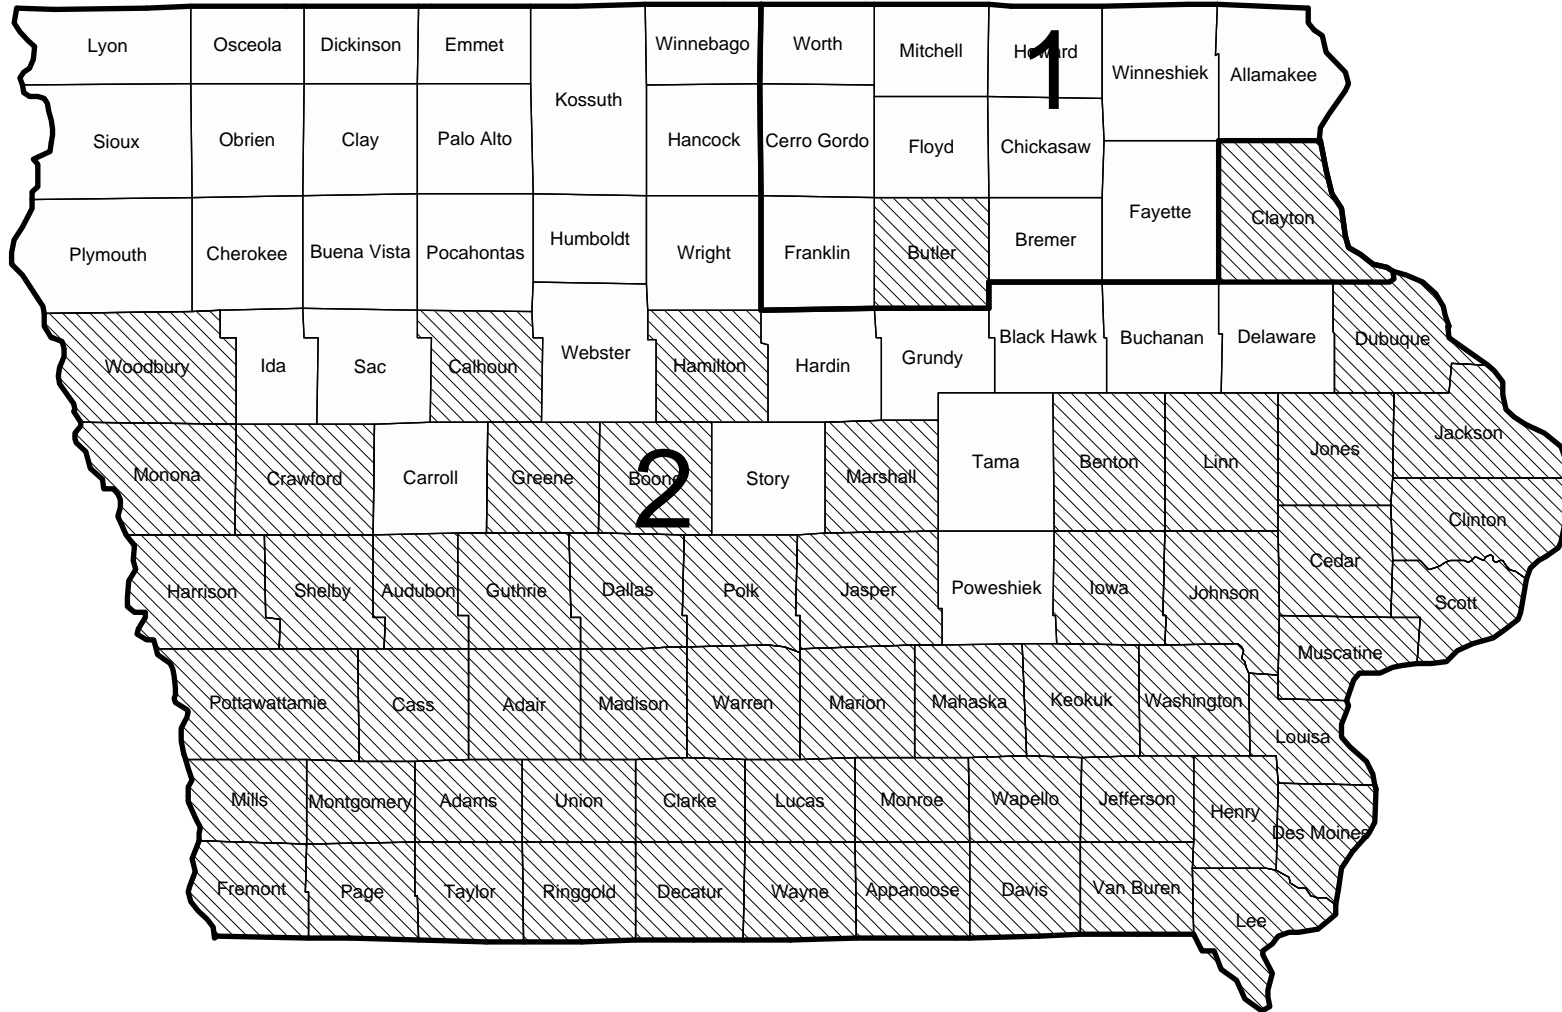 Lyon
Osceola
Dickinson
Emmet
Kossuth
Winnebago
Worth
Mitchell
Howard
1
Winneshiek
Allamakee
Sioux
Obrien
Clay
Palo Alto
Hancock
Cerro Gordo
Floyd
Chickasaw
Fayette
Clayton
Plymouth
Cherokee
Buena Vista
Pocahontas
Humboldt
Wright
Franklin
Butler
Bremer
Woodbury
Ida
Sac
Calhoun
Webster
Hamilton
Hardin
Grundy
Black Hawk
Buchanan
Delaware
Dubuque
Monona
Crawford
Carroll
Greene
Boone
2
Story
Marshall
Tama
Benton
Linn
Jones
Jackson
Clinton
Harrison
Shelby
Audubon
Guthrie
Dallas
Polk
Jasper
Poweshiek
Iowa
Johnson
Cedar
Scott
Muscatine
Pottawattamie
Cass
Adair
Madison
Warren
Marion
Mahaska
Keokuk
Washington
Louisa
Mills
Montgomery
Adams
Union
Clarke
Lucas
Monroe
Wapello
Jefferson
Henry
Des Moines
Fremont
Page
Taylor
Ringgold
Decatur
Wayne
Appanoose
Davis
Van Buren
Lee